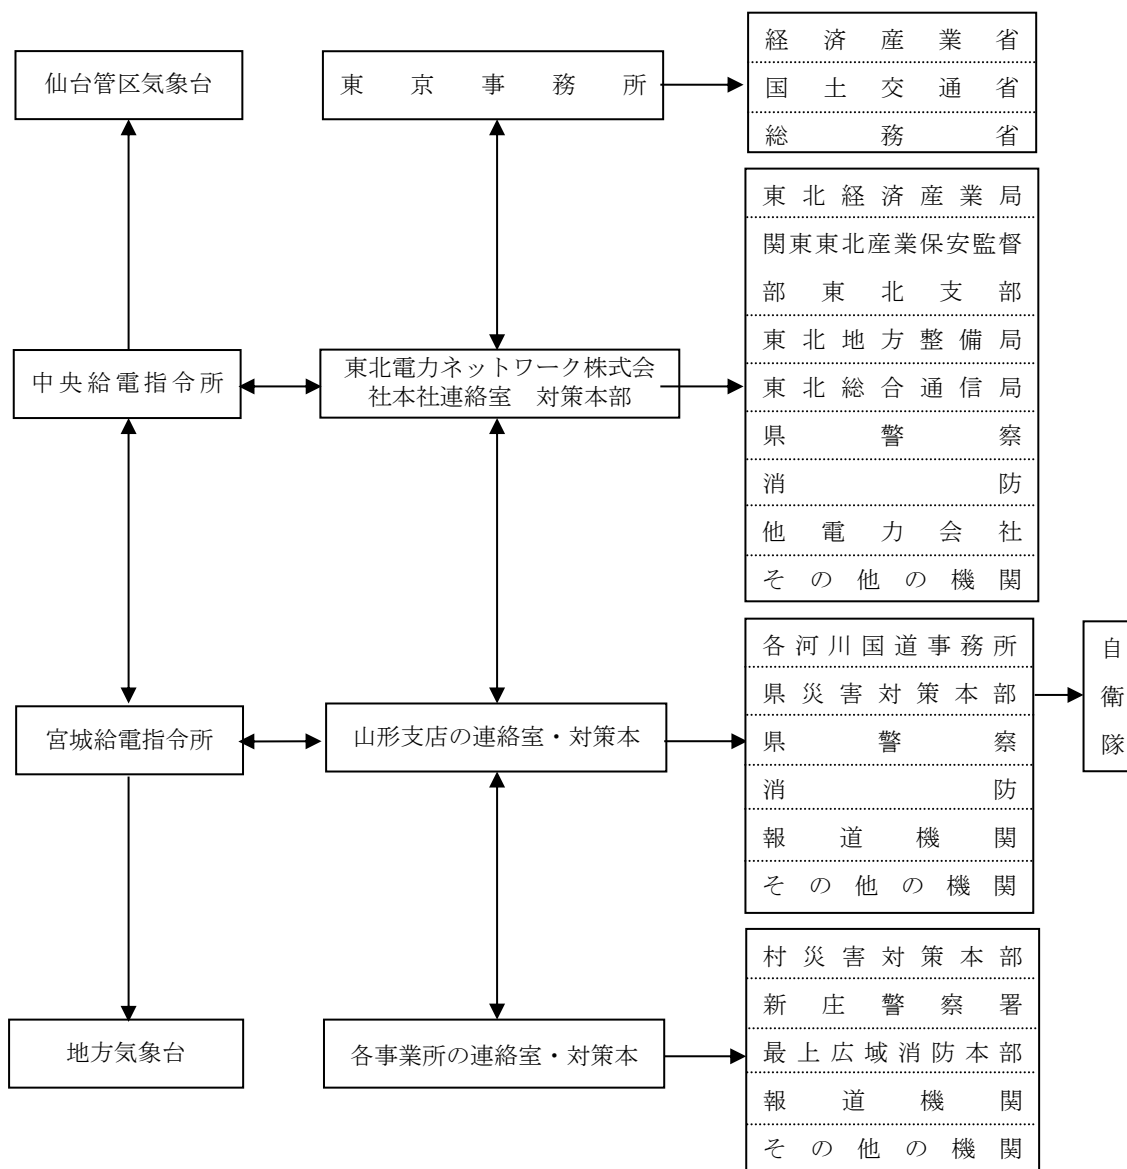 仙台管区気象台
東京事務所
経済産業省
国土交通省
総務省
東北経済産業局
関東東北産業保安監督
部東北支部
東北地方整備局
東北総合通信局
県警察
消防
他電力会社
その他の機関
中央給電指令所
東北電力ネットワーク株式会
社本社連絡室　対策本部
宮城給電指令所
山形支店の連絡室・対策本
各河川国道事務所
県災害対策本部
県警察
消防
報道機関
その他の機関
自衛隊
地方気象台
各事業所の連絡室・対策本
村災害対策本部
新庄警察署
最上広域消防本部
報道機関
その他の機関